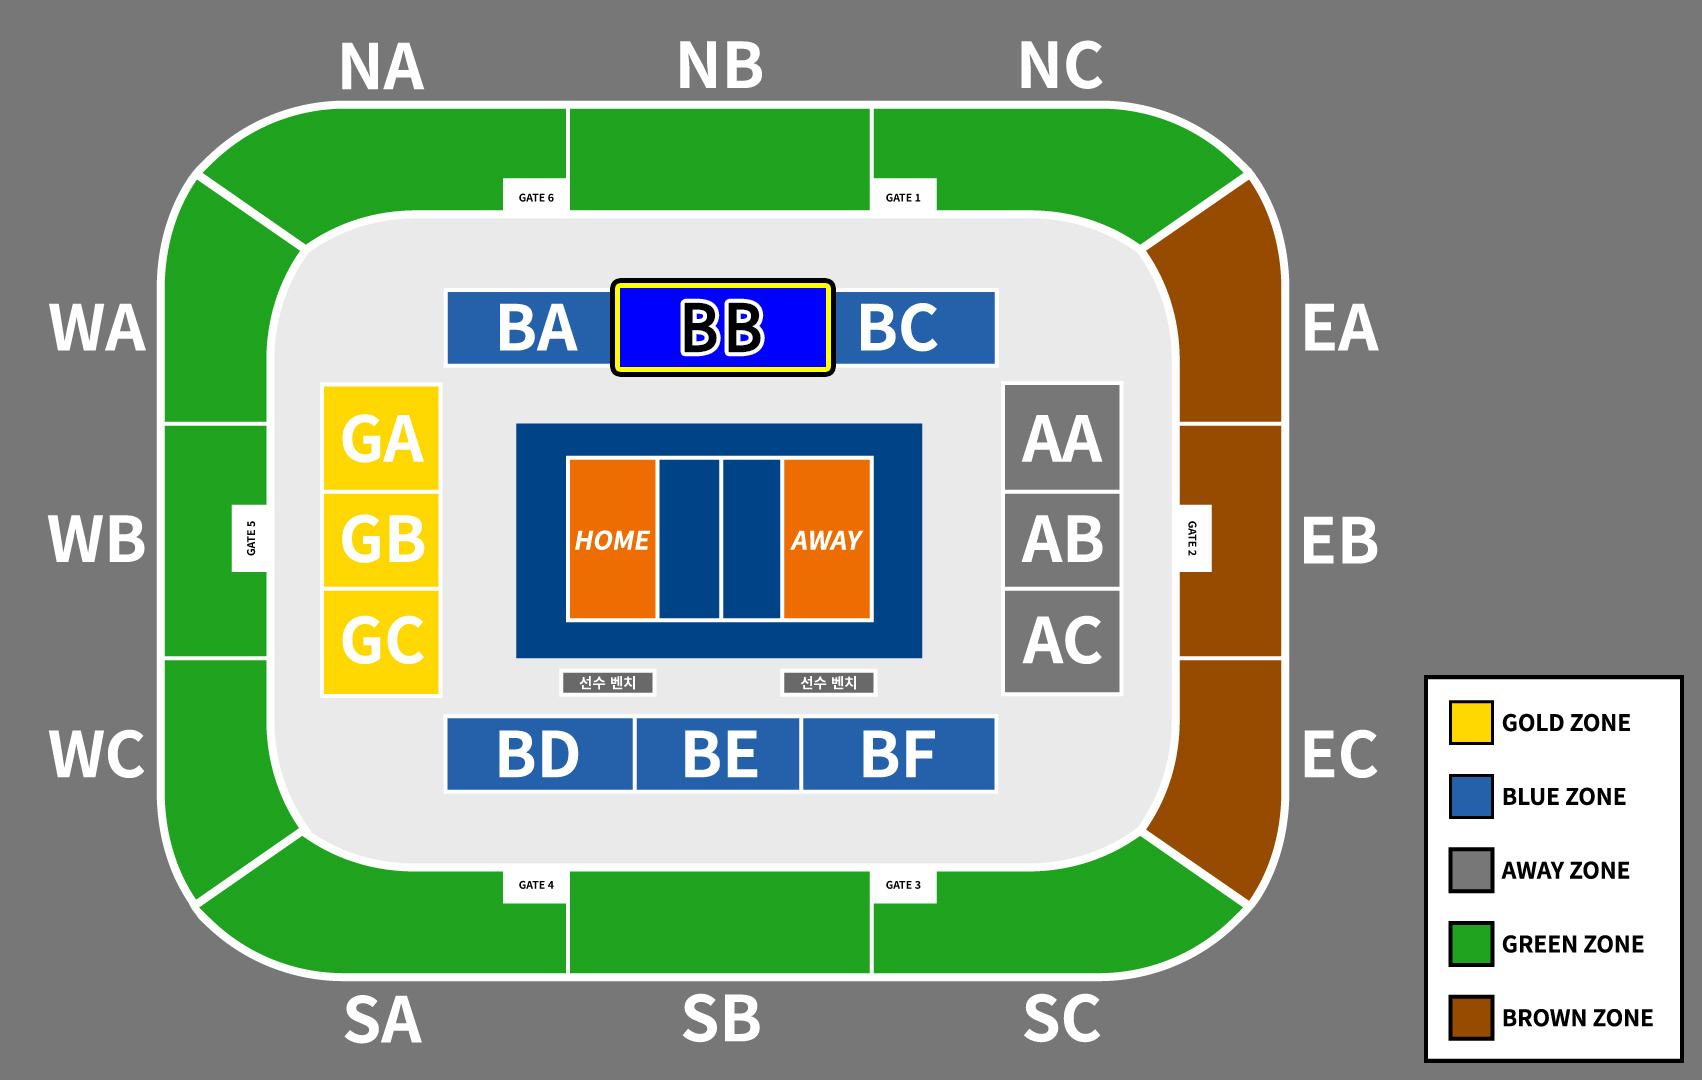 NA NB NC
GATE 6 GATE 1
WA BA BB BC EA
GA AA
WB GATE 5 GB HOME AWAY AB GATE 2 EB
GC AC
선수 벤치 선수 벤치
WC BD BE BF EC
GATE 4 GATE 3
SA SB SC
GOLD ZONE
BLUE ZONE
AWAY ZONE
GREEN ZONE
BROWN ZONE